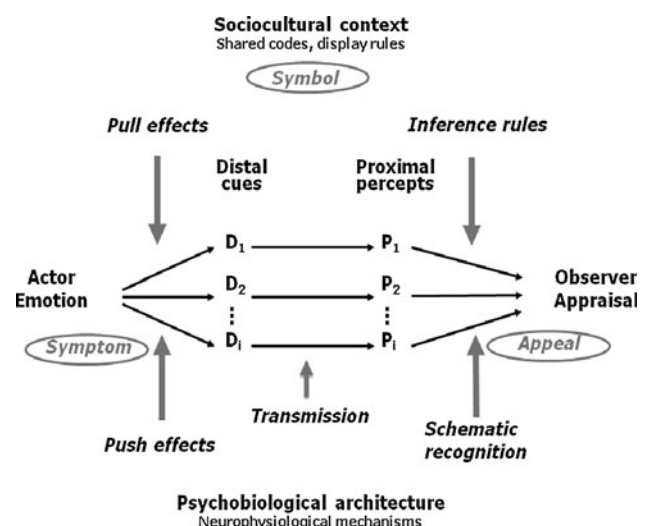 Sociocultural context
Shared codes, display rules
Symbol
Pull effects
Inference rules
Distal
cues
Proximal
percepts
D1
P1
Actor
Emotion
D2
P2
Observer
Appraisal
Symptom
Di
Pi
Appeal
Transmission
Push effects
Schematic
recognition
Psychobiological architecture
Neurophysiological mechanisms